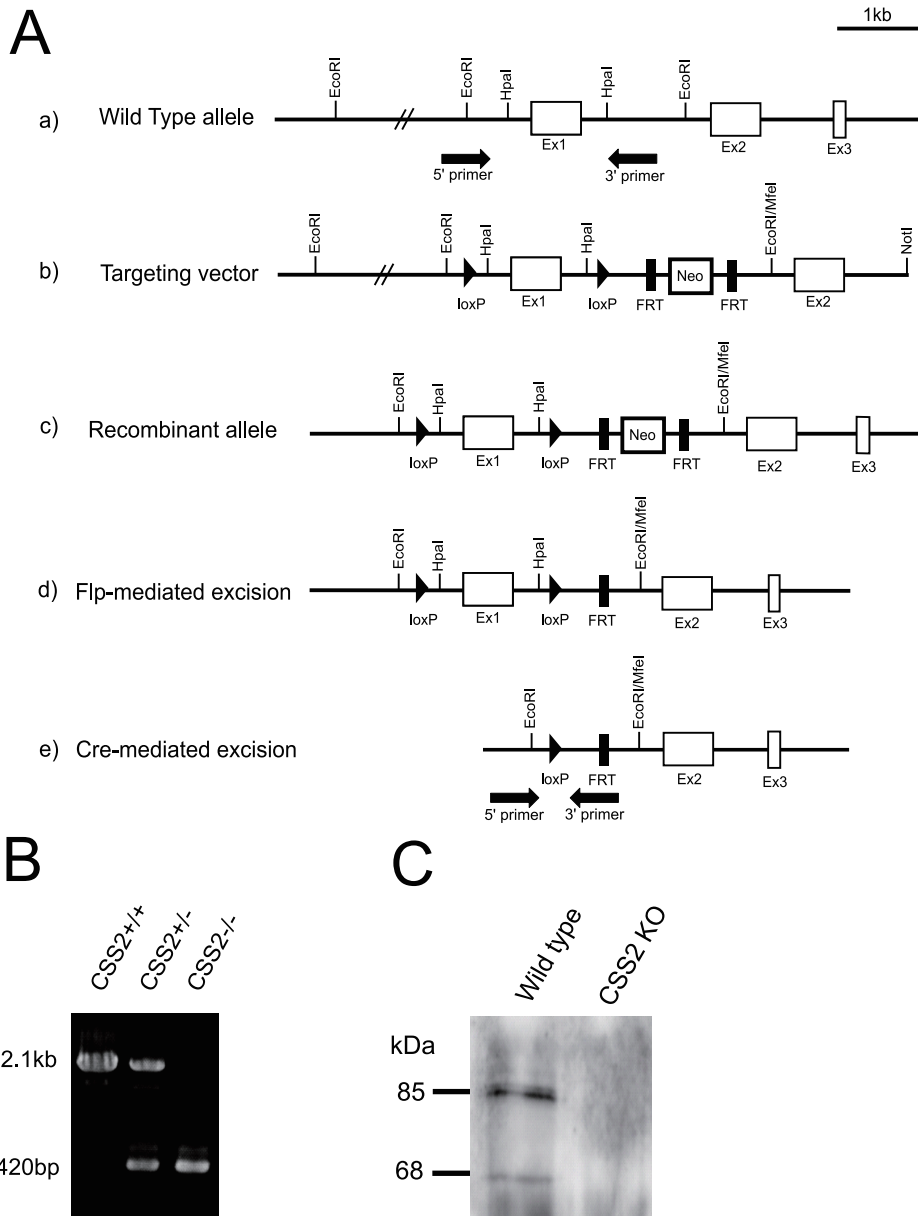 A
1kb
EcoRI
EcoRI
HpaI
HpaI
EcoRI
a) Wild Type allele
Ex1
Ex2
Ex3
5' primer
3' primer
EcoRI
EcoRI
HpaI
HpaI
EcoRI/MfeI
NotI
b) Targeting vector
Neo
loxP
Ex1
loxP
FRT
FRT
Ex2
EcoRI
HpaI
HpaI
EcoRI/MfeI
c) Recombinant allele
Neo
loxP
Ex1
loxP
FRT
FRT
Ex2
Ex3
EcoRI
HpaI
HpaI
EcoRI/MfeI
d) Flp-mediated excision
loxP
Ex1
loxP
FRT
Ex2
Ex3
EcoRI
EcoRI/MfeI
e) Cre-mediated excision
loxP
FRT
Ex2
Ex3
5' primer
3' primer
B
CSS2+/+
CSS2+/-
CSS2-/-
2.1kb
420bp
C
Wild type
CSS2 KO
kDa
85
68